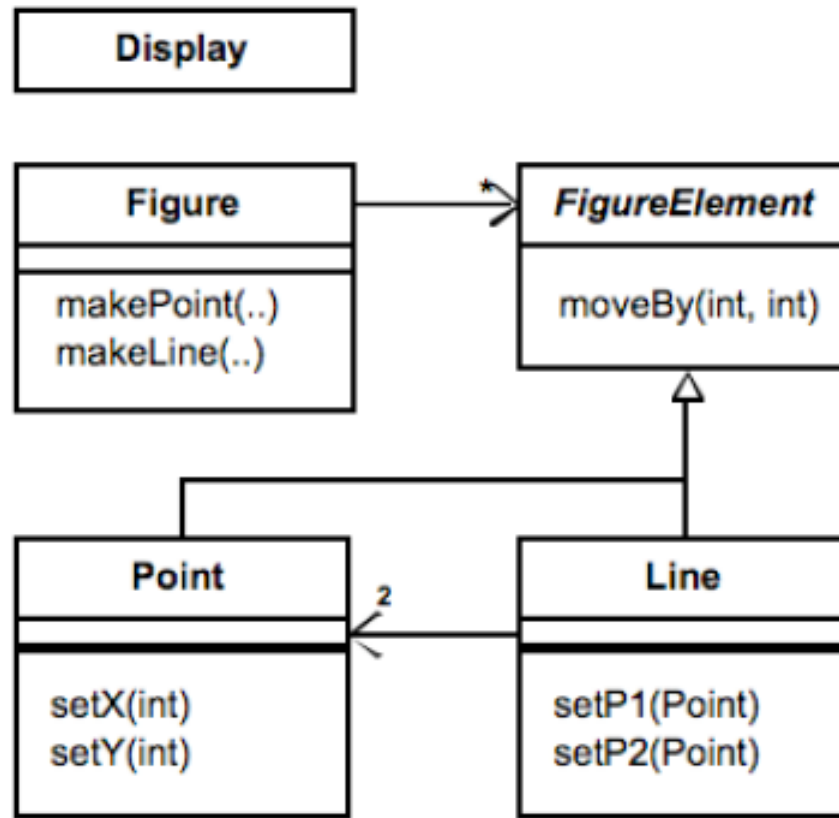 Display
Figure
*
FigureElement
makePoint(..)
makeLine(..)
moveBy(int, int)
Point
2
Line
setX(int)
setY(int)
setP1(Point)
setP2(Point)